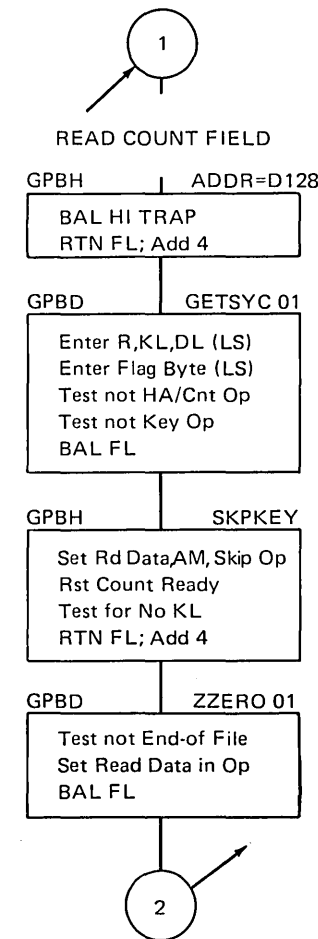 1
READ COUNT FIELD
GPBH ADDR=D128
BAL HI TRAP
RTN FL; Add 4
GPBD GETSYC 01
Enter R,KL,DL (LS)
Enter Flag Byte (LS)
Test not HA/Cnt Op
Test not Key Op
BAL FL
GPBH SKPKEY
Set Rd Data,AM, Skip Op
Rst Count Ready
Test for No KL
RTN FL; Add 4
GPBD ZZERO 01
Test not End-of File
Set Read Data in Op
BAL FL
2